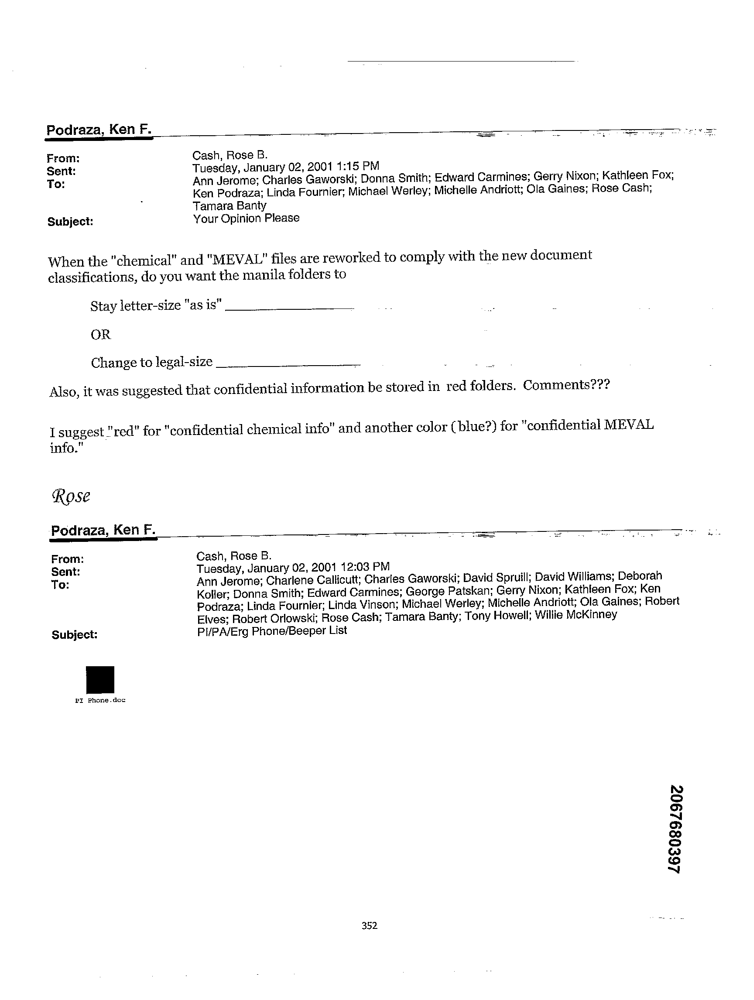 Podraza, Ken F.
From: Cash, Rose B.
Sent: Tuesday, January 02, 2001 1:15 PM
To: Ann Jerome; Charles Gaworski; Donna Smith; Edward Carmines; Gerry Nixon; Kathleen Fox;
Ken Podraza; Linda Fournier; Michael Werley; Michelle Andriott; Ola Gaines; Rose Cash;
Tamara Banty
Subject: Your Opinion Please
When the "chemical" and "MEVAL" files are reworked to comply with the new document
classifications, do you want the manila folders to
Stay letter-size "as is" ____________________
OR
Change to legal-size ______________________
Also, it was suggested that confidential information be stored in red folders. Comments???
I suggest "red" for "confidential chemical info" and another color (blue?) for "confidential MEVAL
info."
Rose
Podraza, Ken F.
From: Cash, Rose B.
Sent: Tuesday, January 02, 2001 12:03 PM
To: Ann Jerome; Charlene Callicutt; Charles Gaworski; David Spruill; David Williams; Deborah
Koller; Donna Smith; Edward Carmines; George Patskan; Gerry Nixon; Kathleen Fox; Ken
Podraza; Linda Fournier; Linda Vinson; Michael Werley; Michelle Andriott; Ola Gaines; Robert
Elves; Robert Orlowski; Rose Cash; Tamara Banty; Tony Howell; Willie McKinney
Subject: PI/PA/Erg Phone/Beeper List
PI Phone.doc
2067680397
352